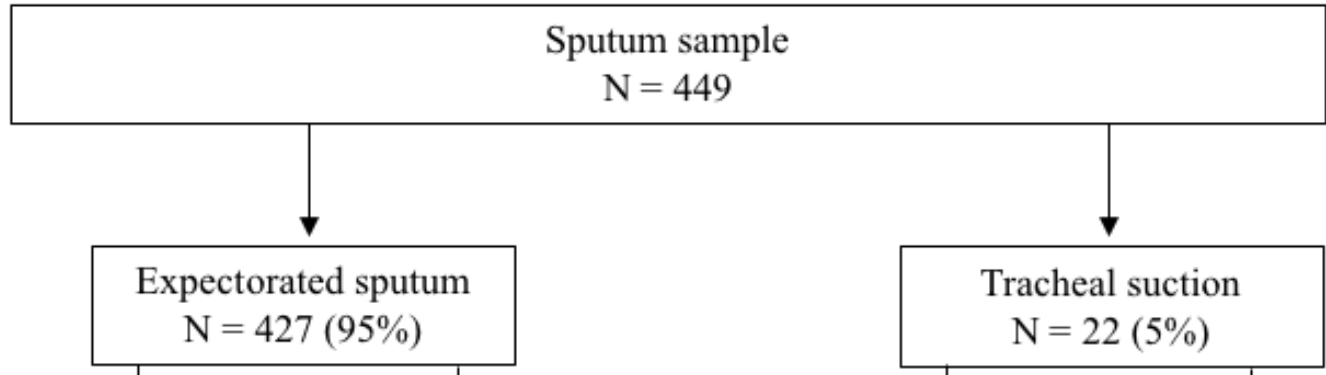 Sputum sample
N = 449
Expectorated sputum
N = 427 (95%)
Tracheal suction
N = 22 (5%)